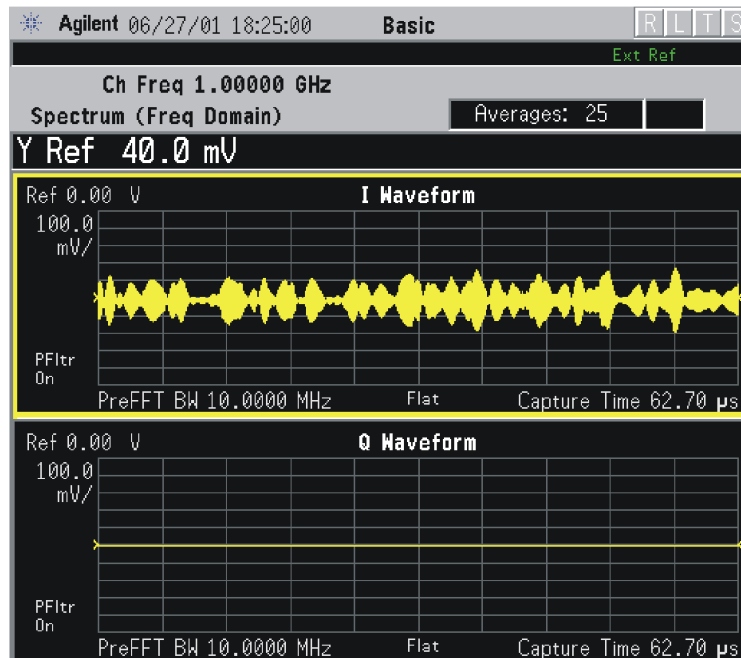 Agilent 06/27/01 18:25:00 Basic R L T S
Ext Ref
Ch Freq 1.00000 GHz
Spectrum (Freq Domain) Averages: 25
Y Ref 40.0 mV
Ref 0.00 V I Waveform
100.0
mV/
PFltr
On
PreFFT BW 10.0000 MHz Flat Capture Time 62.70 µs
Ref 0.00 V Q Waveform
100.0
mV/
PFltr
On
PreFFT BW 10.0000 MHz Flat Capture Time 62.70 µs